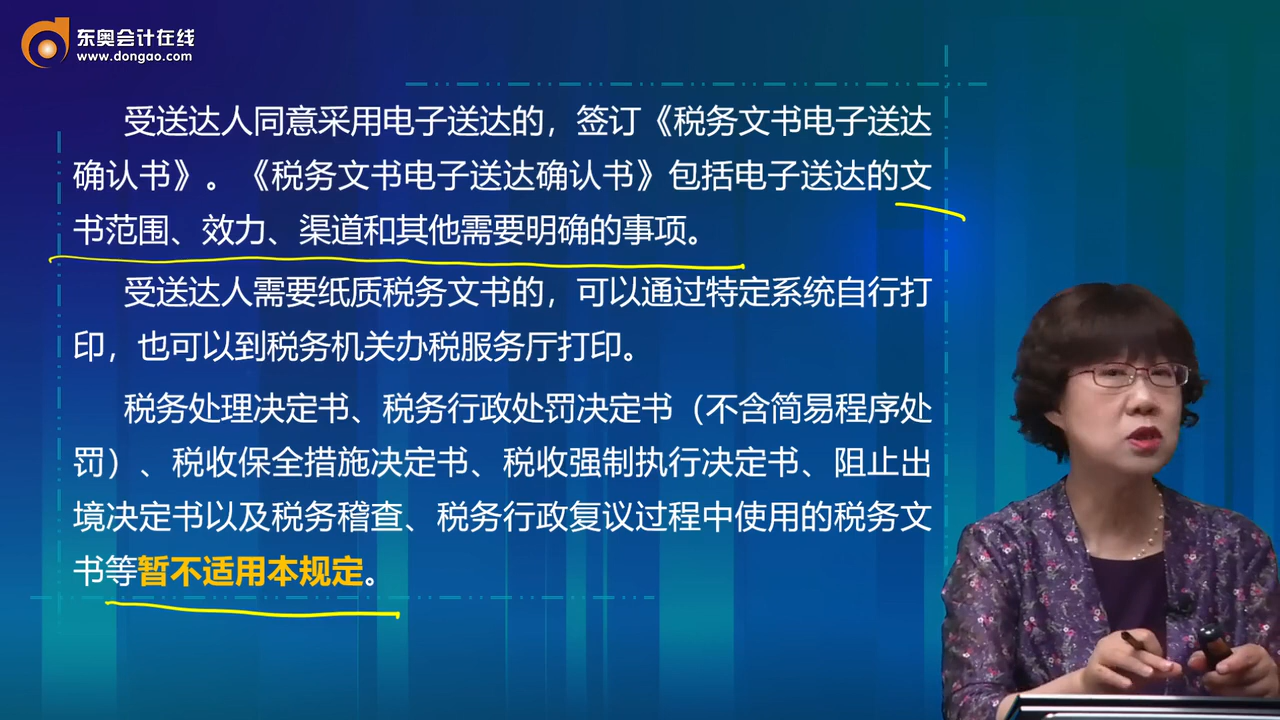 东奥会计在线
www.dongao.com
受送达人同意采用电子送达的，签订《税务文书电子送达
确认书》。《税务文书电子送达确认书》包括电子送达的文
书范围、效力、渠道和其他需要明确的事项。
受送达人需要纸质税务文书的，可以通过特定系统自行打
印，也可以到税务机关办税服务厅打印。
税务处理决定书、税务行政处罚决定书（不含简易程序处
罚）、税收保全措施决定书、税收强制执行决定书、阻止出
境决定书以及税务稽查、税务行政复议过程中使用的税务文
书等暂不适用本规定。